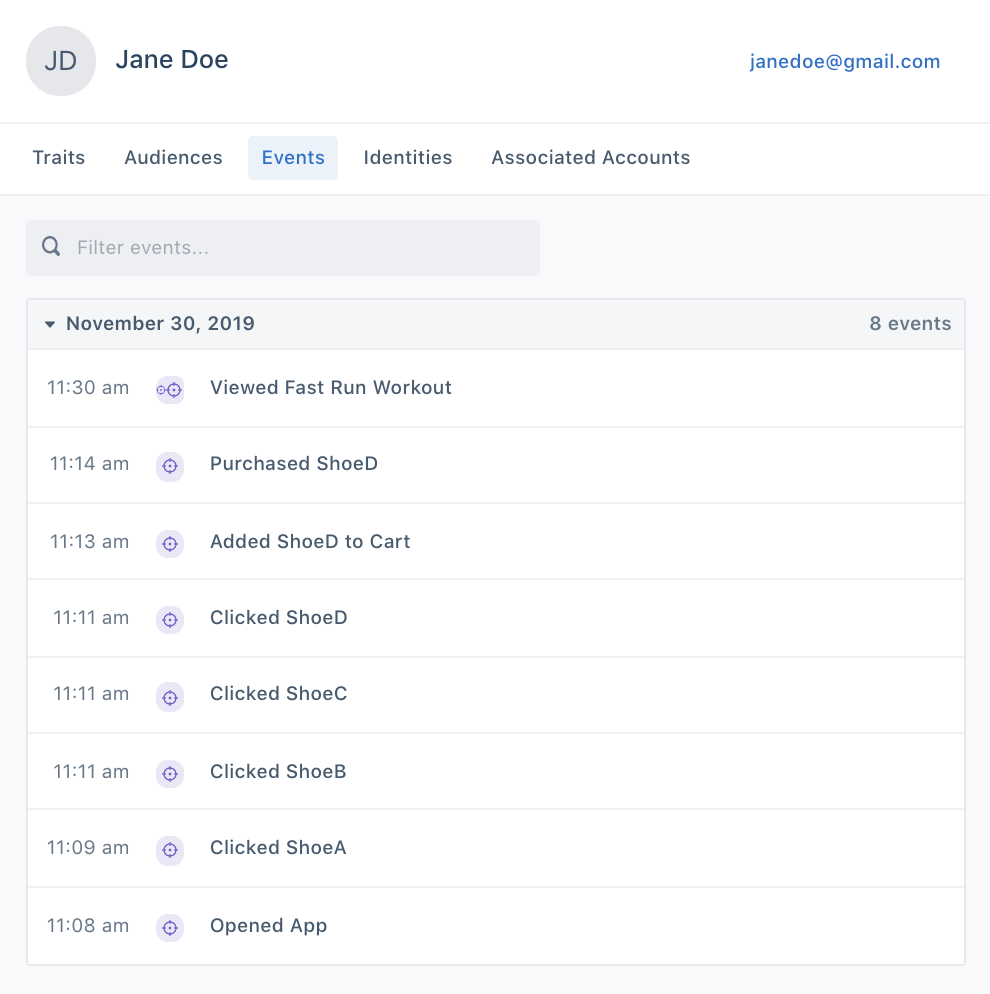 JD Jane Doe janedoe@gmail.com
Traits Audiences Events Identities Associated Accounts
Filter events...
November 30, 2019 8 events
11:30 am Viewed Fast Run Workout
11:14 am Purchased ShoeD
11:13 am Added ShoeD to Cart
11:11 am Clicked ShoeD
11:11 am Clicked ShoeC
11:11 am Clicked ShoeB
11:09 am Clicked ShoeA
11:08 am Opened App